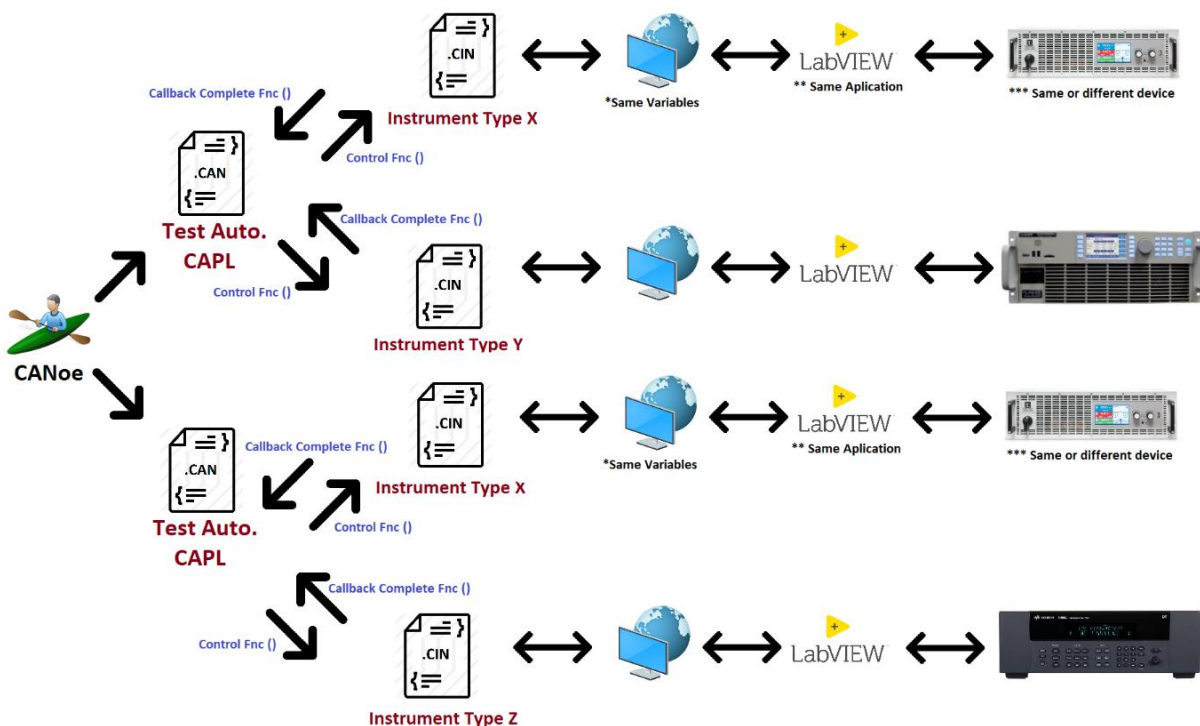 .CIN
Instrument Type X
*Same Variables
LabVIEW
** Same Aplication
*** Same or different device
Callback Complete Fnc ()
Control Fnc ()
.CAN
Test Auto.
CAPL
Callback Complete Fnc ()
Control Fnc ()
.CIN
Instrument Type Y
LabVIEW
CANoe
.CIN
Instrument Type X
*Same Variables
LabVIEW
** Same Aplication
*** Same or different device
Callback Complete Fnc ()
Control Fnc ()
.CAN
Test Auto.
CAPL
Callback Complete Fnc ()
Control Fnc ()
.CIN
Instrument Type Z
LabVIEW